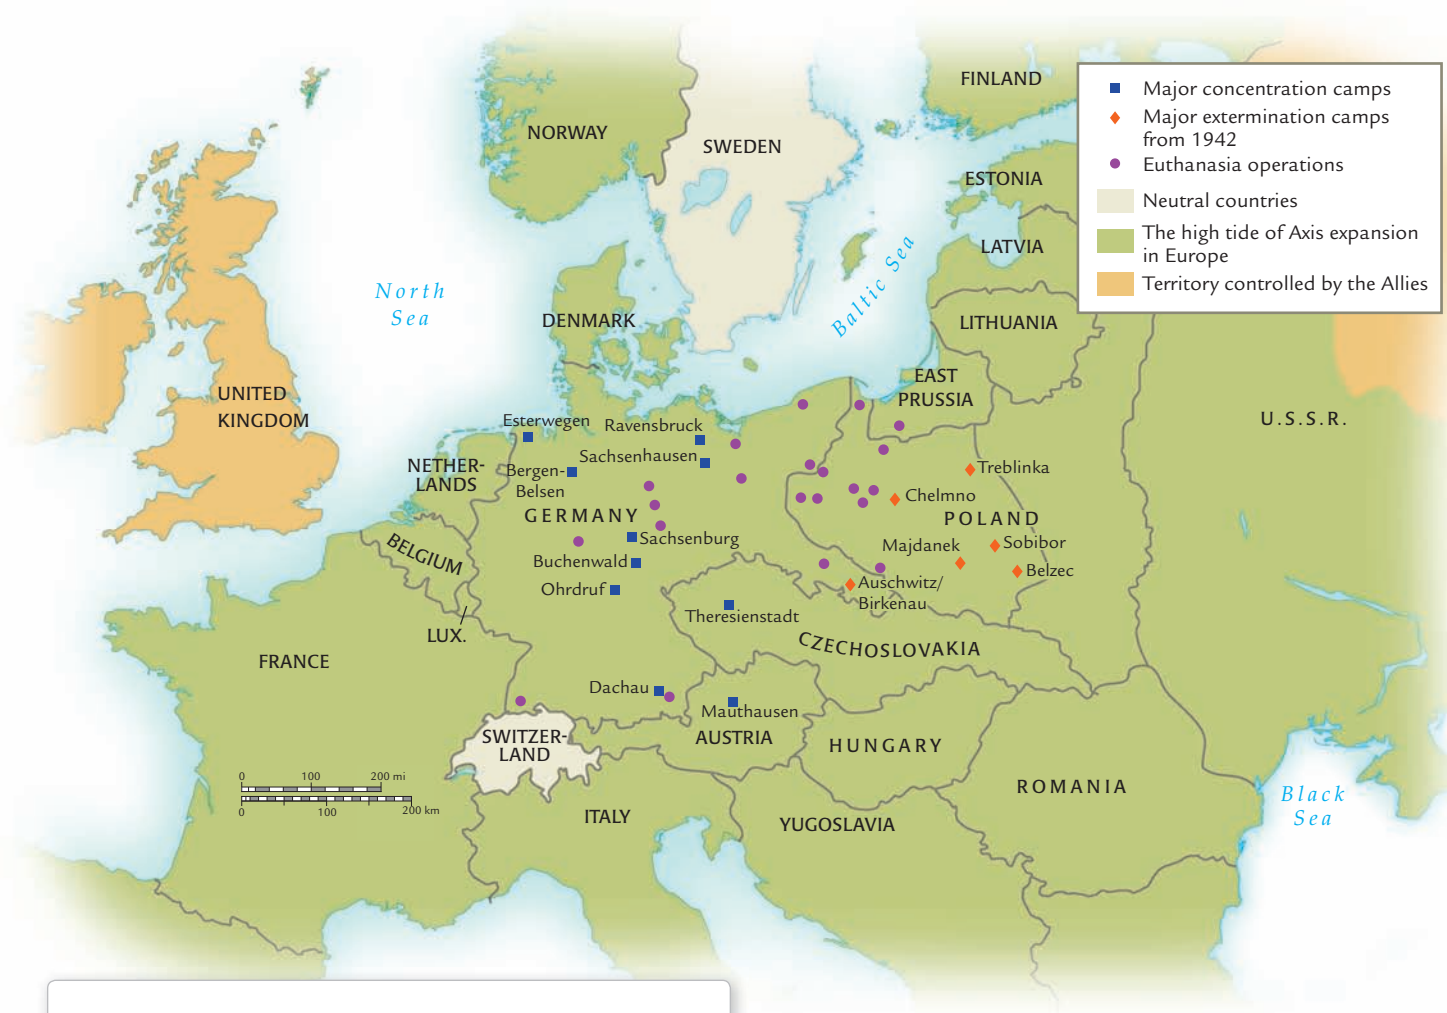 FINLAND
NORWAY
SWEDEN
ESTONIA
LATVIA
LITHUANIA
EAST
PRUSSIA
Major concentration camps
Major extermination camps
from 1942
Euthanasia operations
Neutral countries
The high tide of Axis expansion
in Europe
Territory controlled by the Allies
North
Sea
Baltic Sea
DENMARK
UNITED
KINGDOM
U.S.S.R.
Esterwegen
Ravensbruck
Sachsenhausen
NETHER-
LANDS
Bergen-
Belsen
GERMANY
Treblinka
Chelmno
POLAND
BELGIUM
Sachsenburg
Majdanek
Sobibor
Buchenwald
Belzec
Ohrdruf
Auschwitz/
Birkenau
Theresienstadt
LUX.
CZECHOSLOVAKIA
FRANCE
Dachau
Mauthausen
SWITZER-
LAND
AUSTRIA
HUNGARY
ROMANIA
Black
Sea
0 100 200 mi
0 100 200 km
ITALY
YUGOSLAVIA